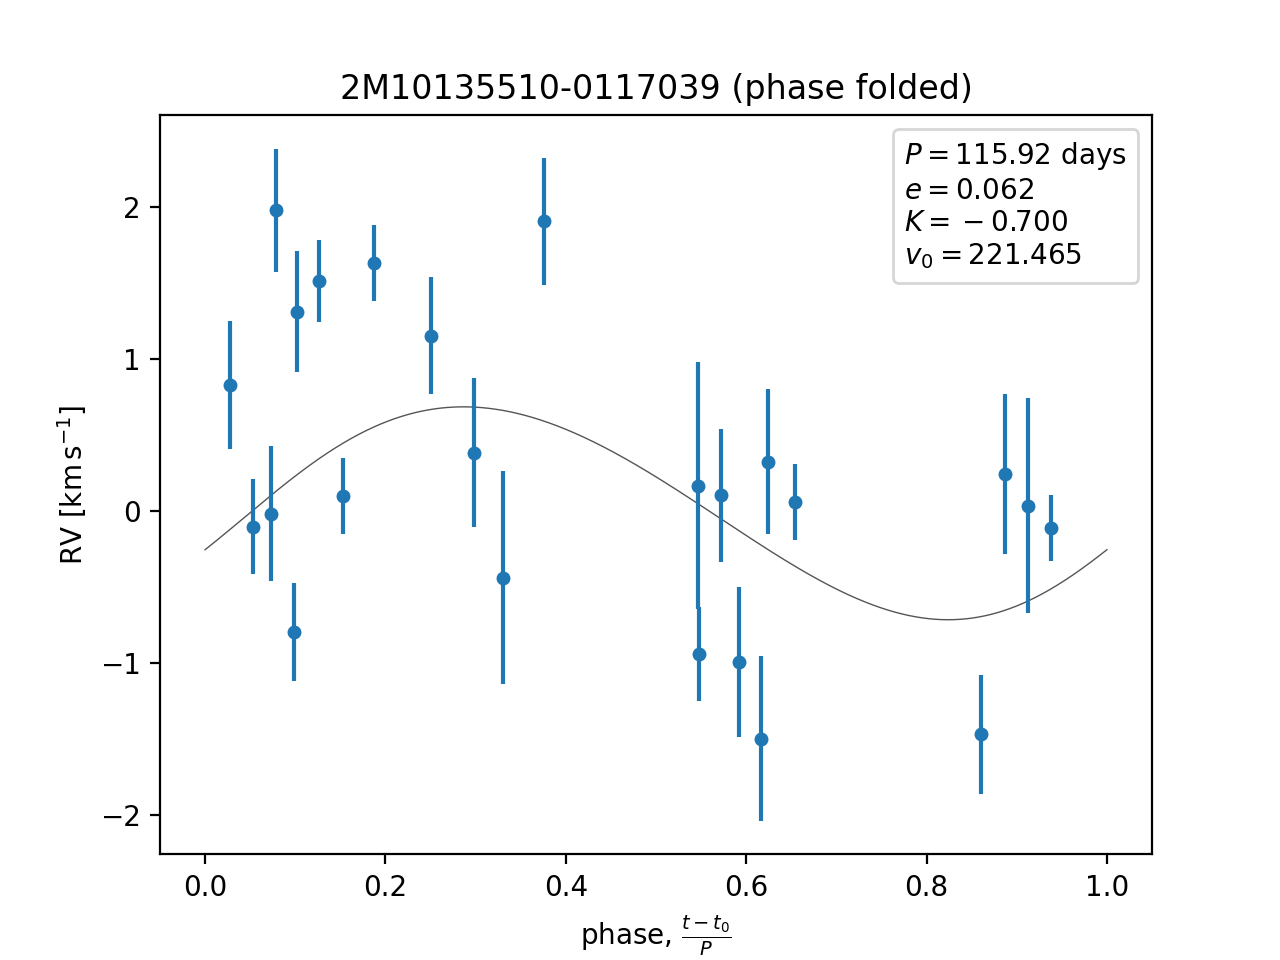 2M10135510-0117039 (phase folded)
P = 115.92 days
e = 0.062
K = −0.700
v₀ = 221.465
2
1
0
−1
−2
RV [km s⁻¹]
0.0 0.2 0.4 0.6 0.8 1.0
phase, (t − t₀)/P